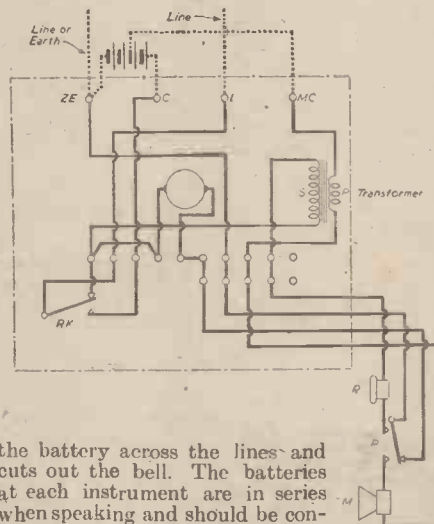 Line or
Earth
Line
ZE
C
L
MC
S
P
Transformer
RK
R
P
M
the battery across the lines and
cuts out the bell. The batteries
at each instrument are in series
when speaking and should be con-